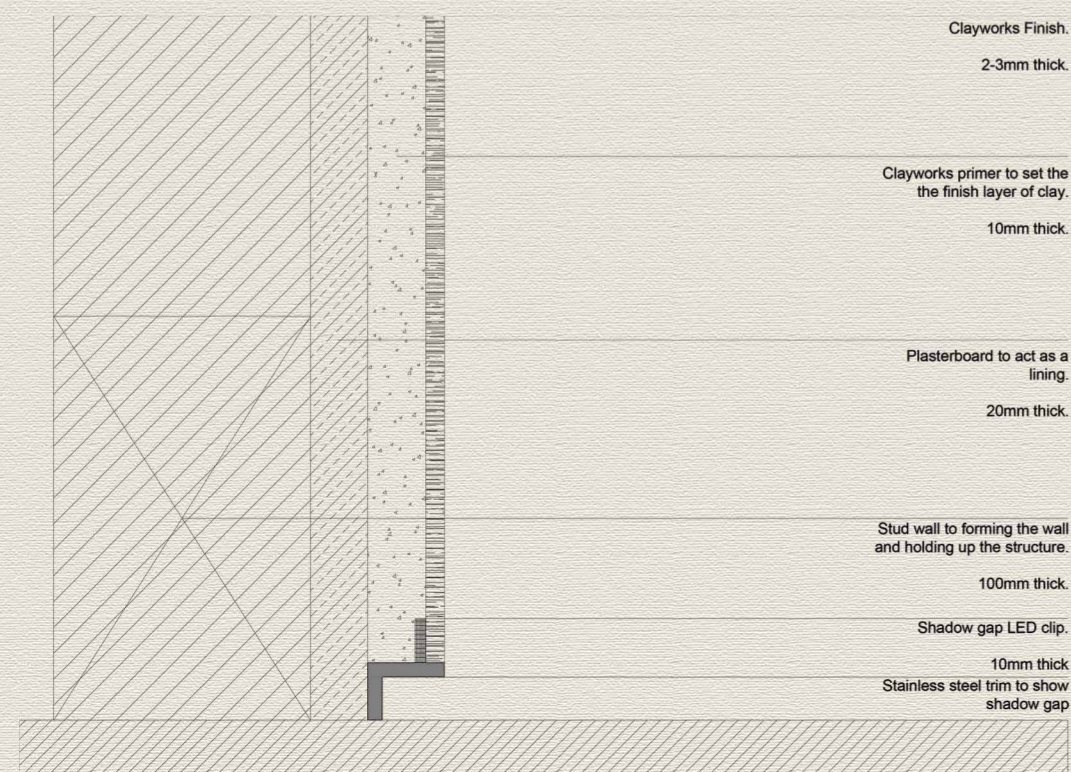 Clayworks Finish.
2-3mm thick.
Clayworks primer to set the
the finish layer of clay.
10mm thick.
Plasterboard to act as a
lining.
20mm thick.
Stud wall to forming the wall
and holding up the structure.
100mm thick.
Shadow gap LED clip.
10mm thick
Stainless steel trim to show
shadow gap